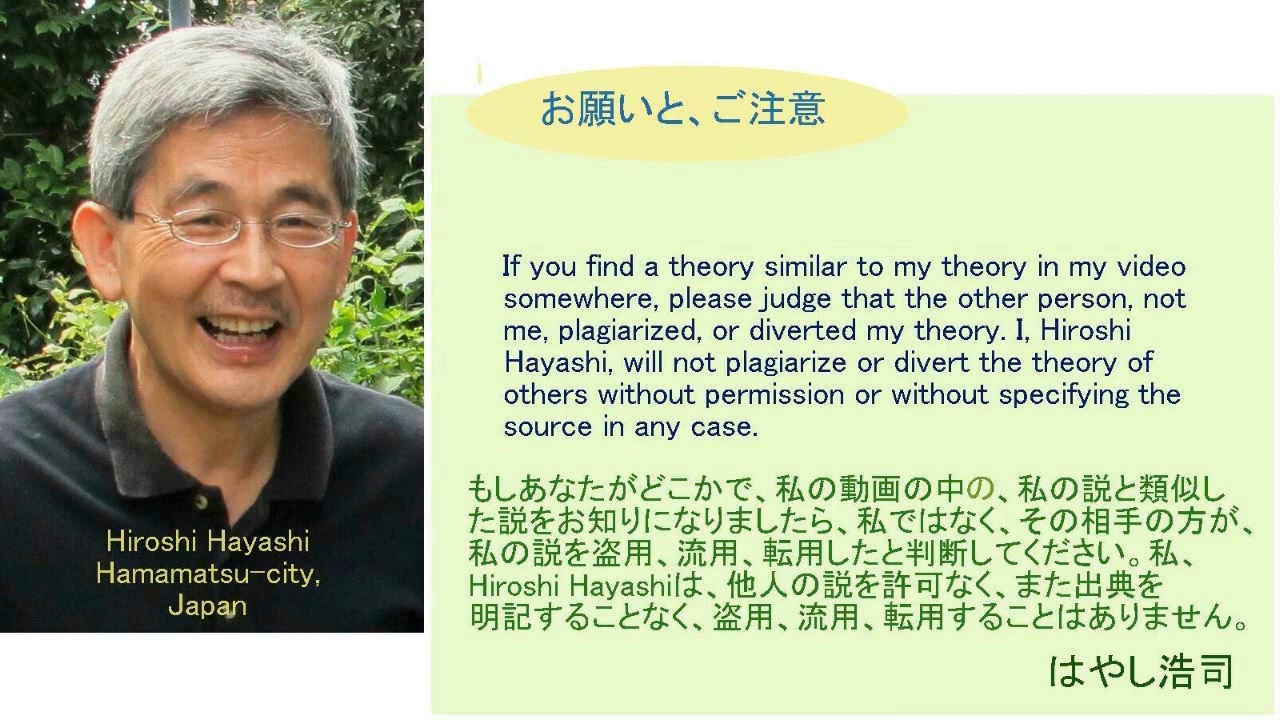 お願いと、ご注意
If you find a theory similar to my theory in my video
somewhere, please judge that the other person, not
me, plagiarized, or diverted my theory. I, Hiroshi
Hayashi, will not plagiarize or divert the theory of
others without permission or without specifying the
source in any case.
もしあなたがどこかで、私の動画の中の、私の説と類似し
た説をお知りになりましたら、私ではなく、その相手の方が、
私の説を盗用、流用、転用したと判断してください。私、
Hiroshi Hayashiは、他人の説を許可なく、また出典を
明記することなく、盗用、流用、転用することはありません。
はやし浩司
Hiroshi Hayashi
Hamamatsu-city,
Japan